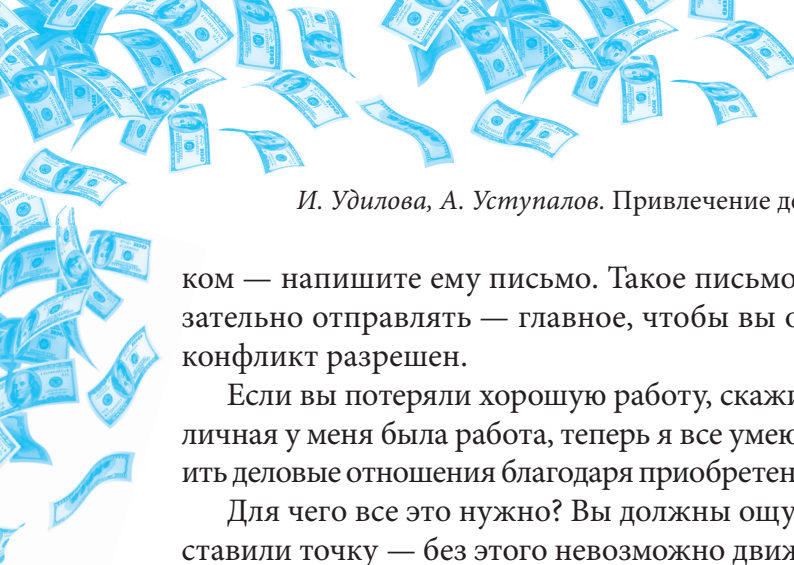 И. Удилова, А. Уступалов. Привлечение де
ком — напишите ему письмо. Такое письмо
зательно отправлять — главное, чтобы вы о
конфликт разрешен.
Если вы потеряли хорошую работу, скажи
личная у меня была работа, теперь я все умею
ить деловые отношения благодаря приобретен
Для чего все это нужно? Вы должны ощу
ставили точку — без этого невозможно движ